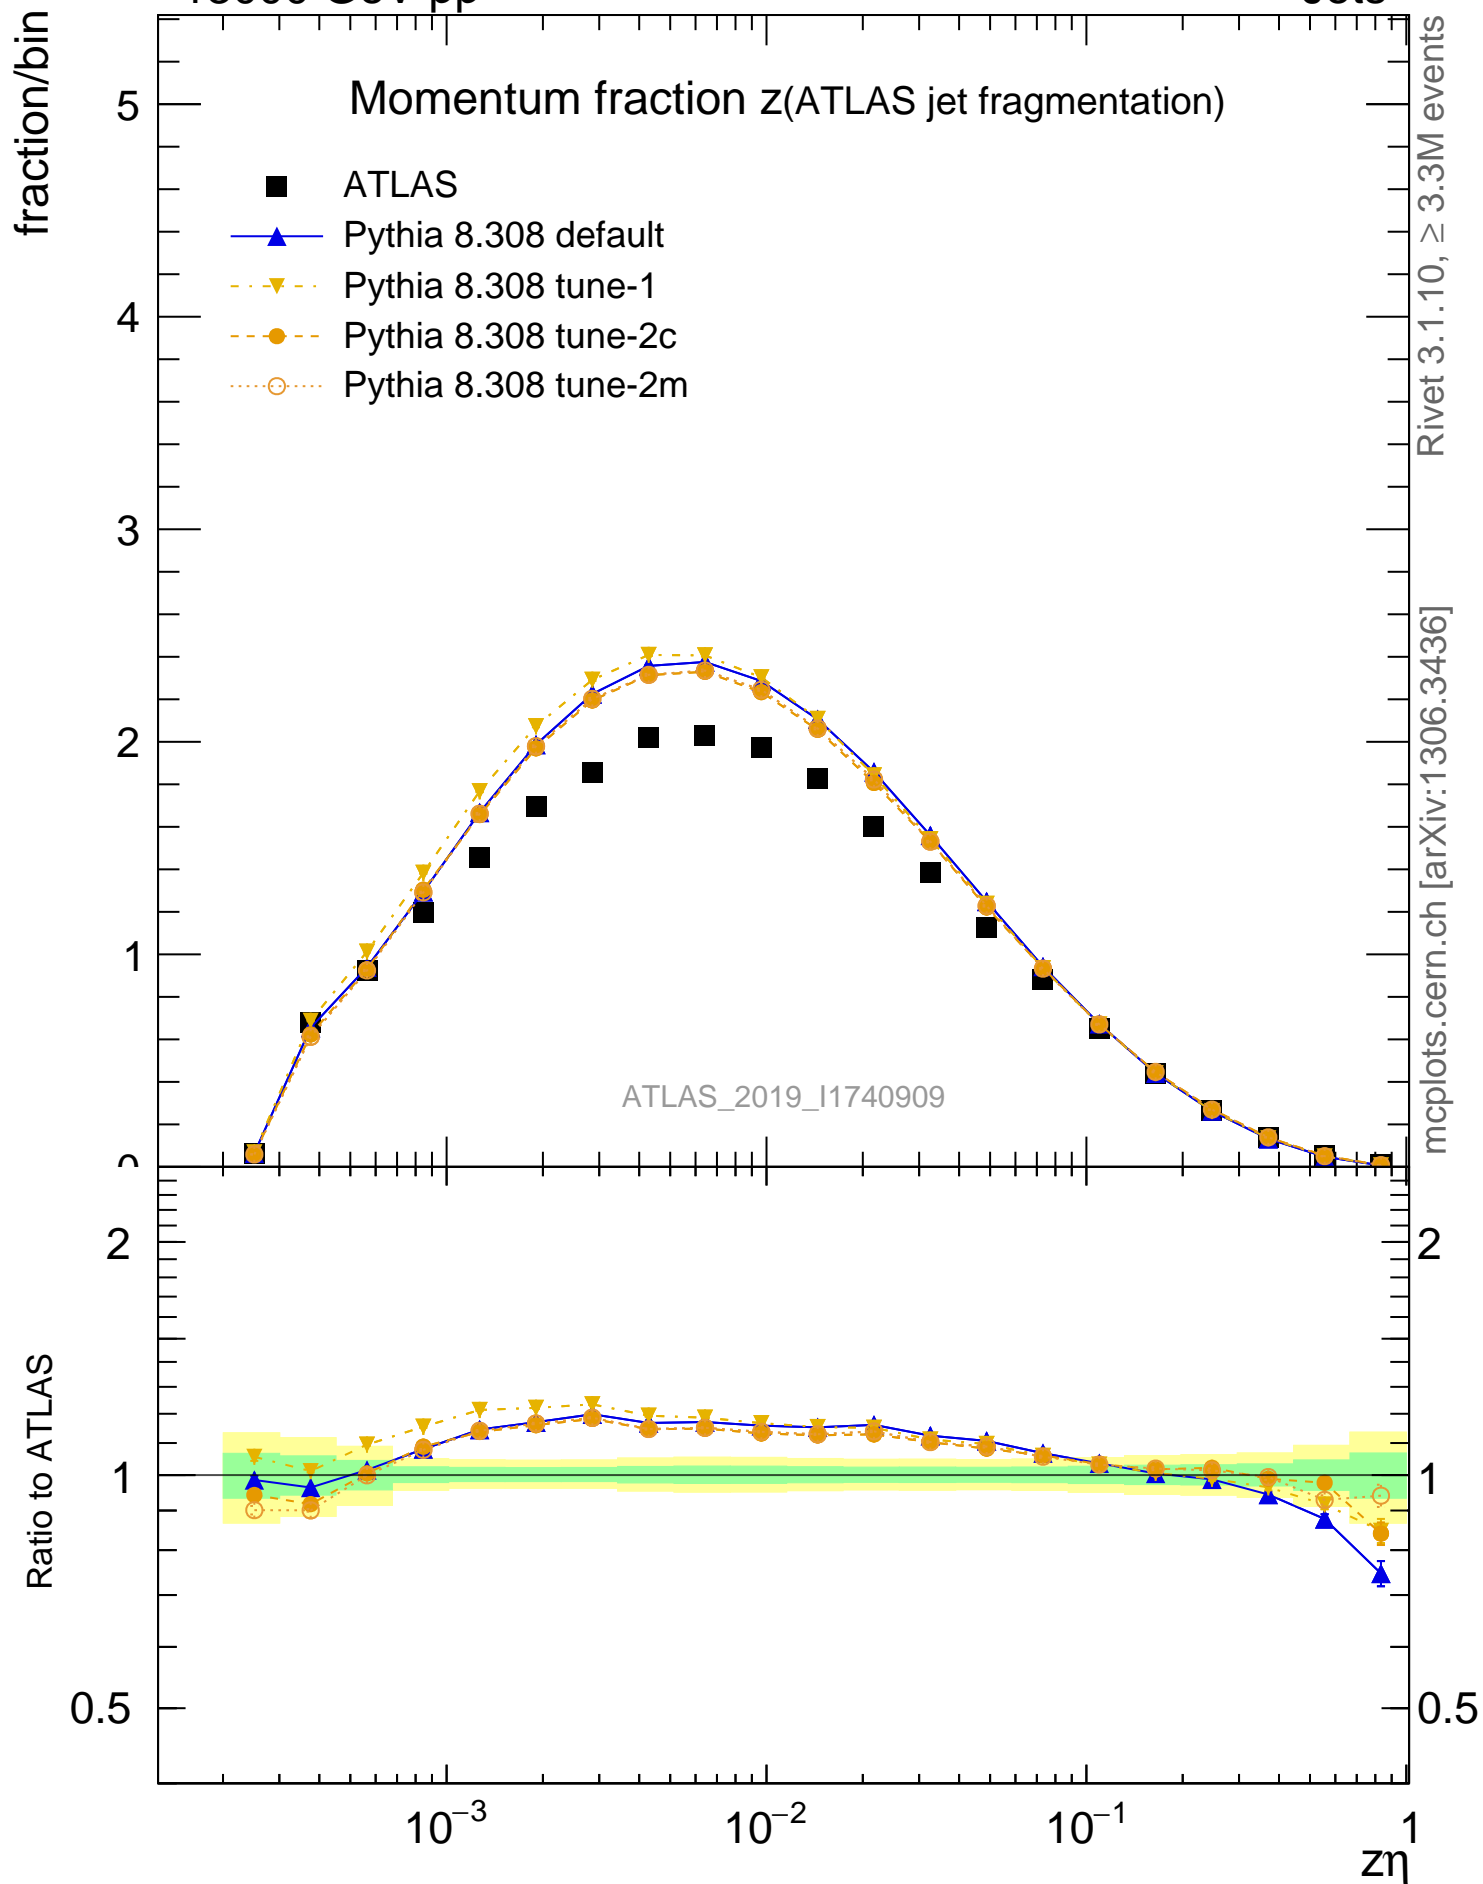 fraction/bin
Momentum fraction z(ATLAS jet fragmentation)
ATLAS
Pythia 8.308 default
Pythia 8.308 tune-1
Pythia 8.308 tune-2c
Pythia 8.308 tune-2m
5
4
3
2
1
ATLAS_2019_I1740909
Rivet 3.1.10, ≥ 3.3M events
mcplots.cern.ch [arXiv:1306.3436]
Ratio to ATLAS
2
1
0.5
2
1
0.5
10⁻³
10⁻²
10⁻¹
1
zη